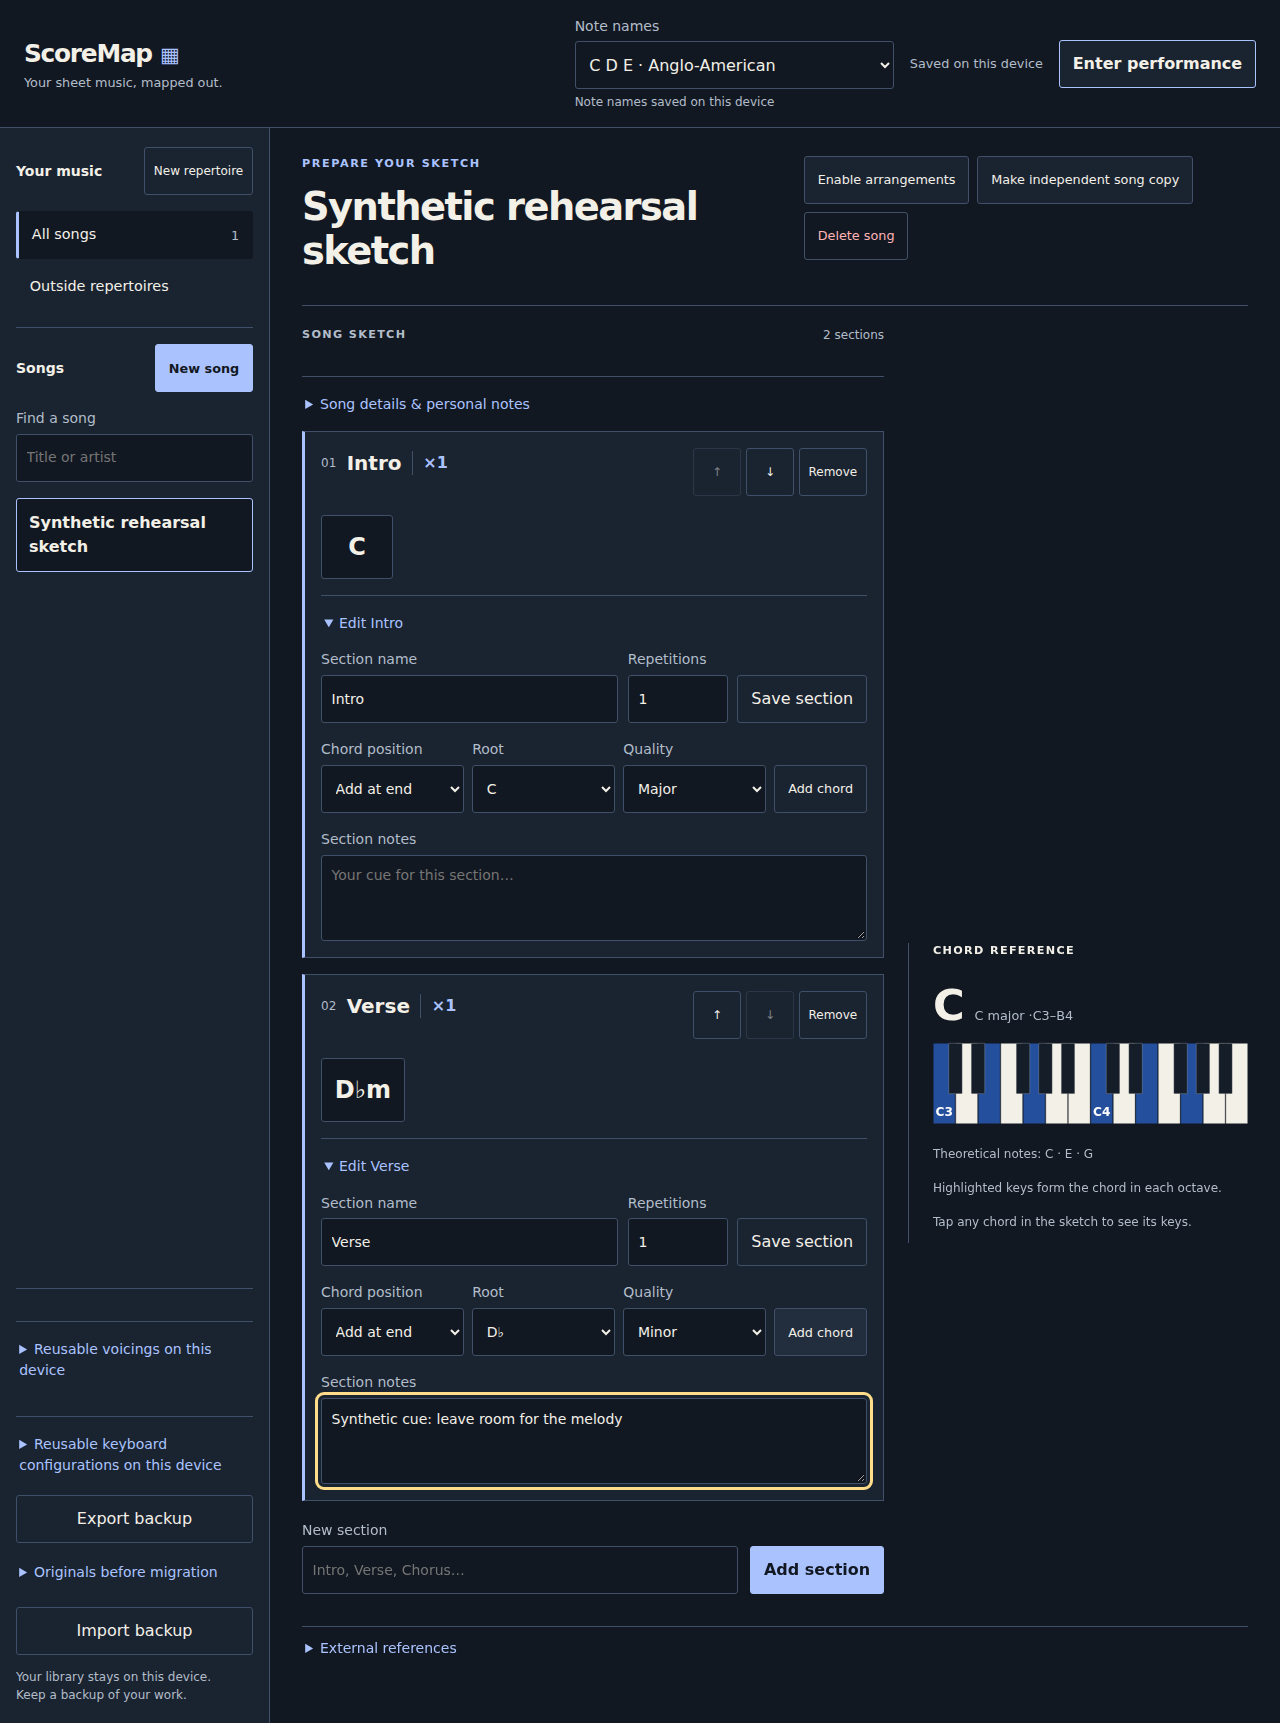 ScoreMap
Your sheet music, mapped out.
Note names
C D E · Anglo-American
Note names saved on this device
Saved on this device
Enter performance
Your music
New repertoire
All songs
1
Outside repertoires
Songs
New song
Find a song
Title or artist
Synthetic rehearsal
sketch
Reusable voicings on this
device
Reusable keyboard
configurations on this device
Export backup
Originals before migration
Import backup
Your library stays on this device.
Keep a backup of your work.
PREPARE YOUR SKETCH
Synthetic rehearsal
sketch
Enable arrangements
Make independent song copy
Delete song
SONG SKETCH
2 sections
Song details & personal notes
01 Intro ×1
↑ ↓ Remove
C
Edit Intro
Section name
Repetitions
Intro
1
Save section
Chord position
Root
Quality
Add at end
C
Major
Add chord
Section notes
Your cue for this section…
02 Verse ×1
↑ ↓ Remove
D♭m
Edit Verse
Section name
Repetitions
Verse
1
Save section
Chord position
Root
Quality
Add at end
D♭
Minor
Add chord
Section notes
Synthetic cue: leave room for the melody
New section
Intro, Verse, Chorus…
Add section
External references
CHORD REFERENCE
C C major ·C3–B4
C3 C4
Theoretical notes: C · E · G
Highlighted keys form the chord in each octave.
Tap any chord in the sketch to see its keys.